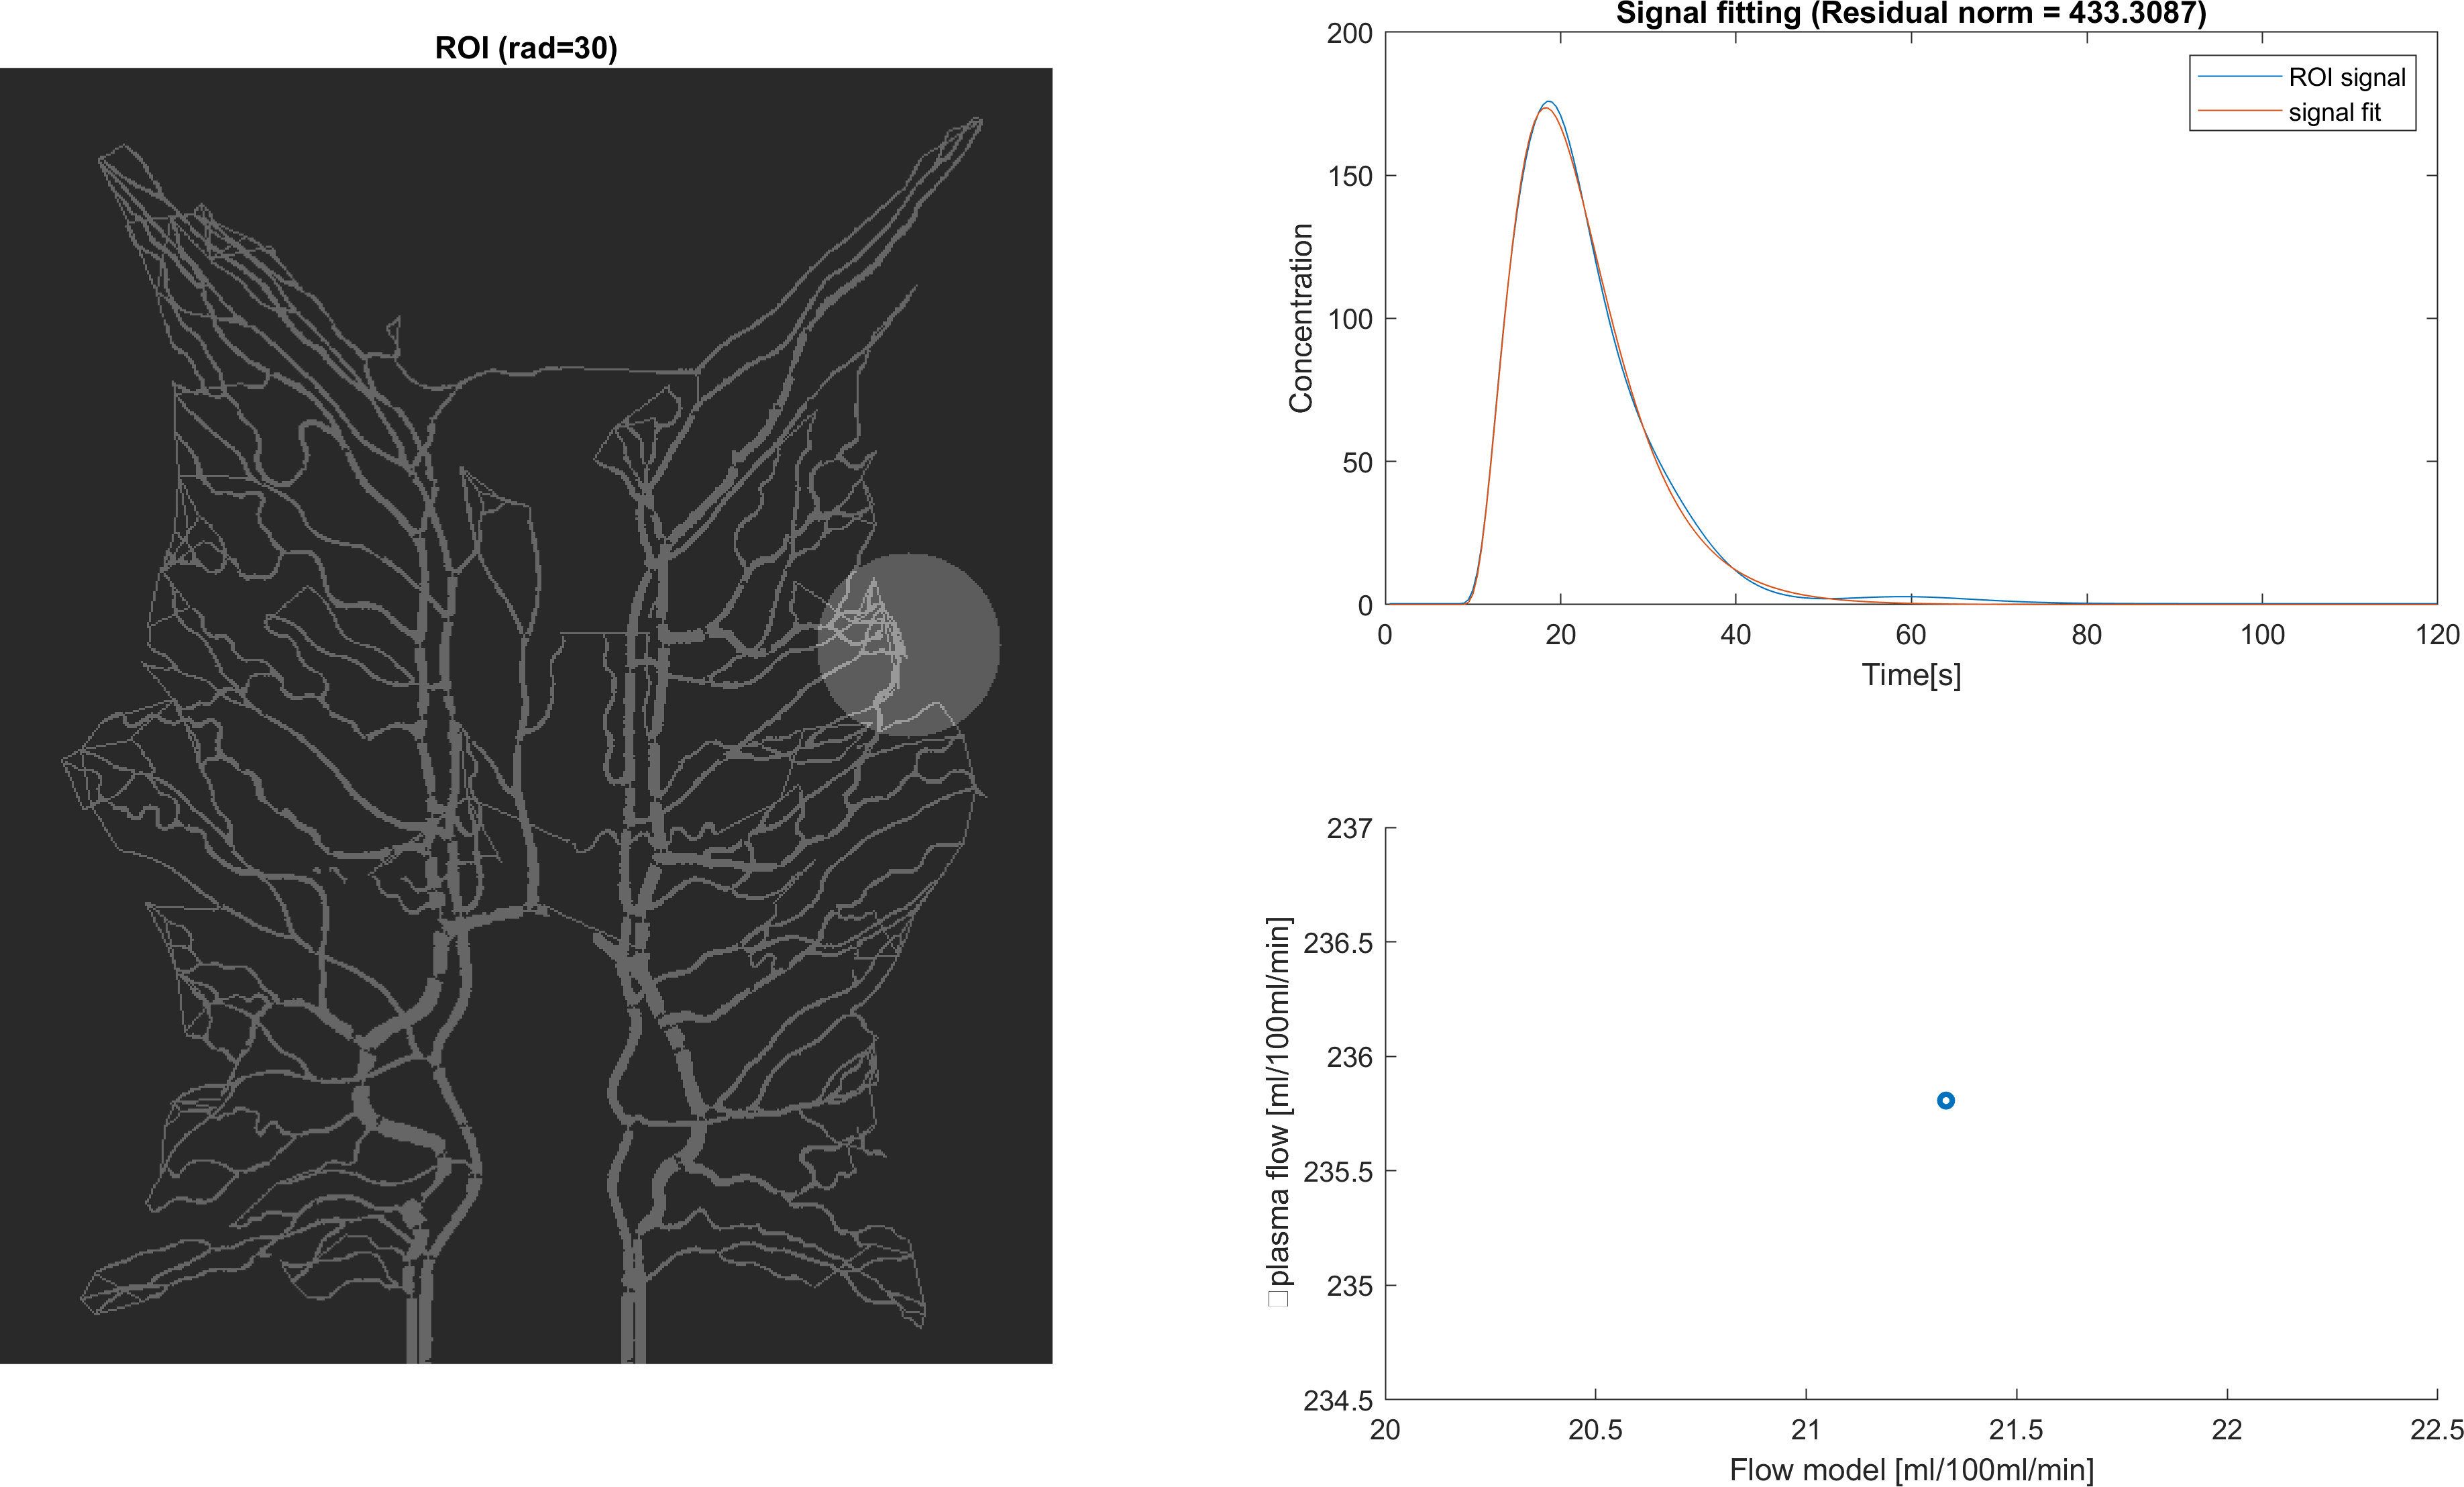 ROI (rad=30)
Signal fitting (Residual norm = 433.3087)
200
150
100
50
0
Concentration
ROI signal
signal fit
0 20 40 60 80 100 120
Time[s]
237
236.5
236
235.5
235
234.5
□plasma flow [ml/100ml/min]
20 20.5 21 21.5 22 22.5
Flow model [ml/100ml/min]